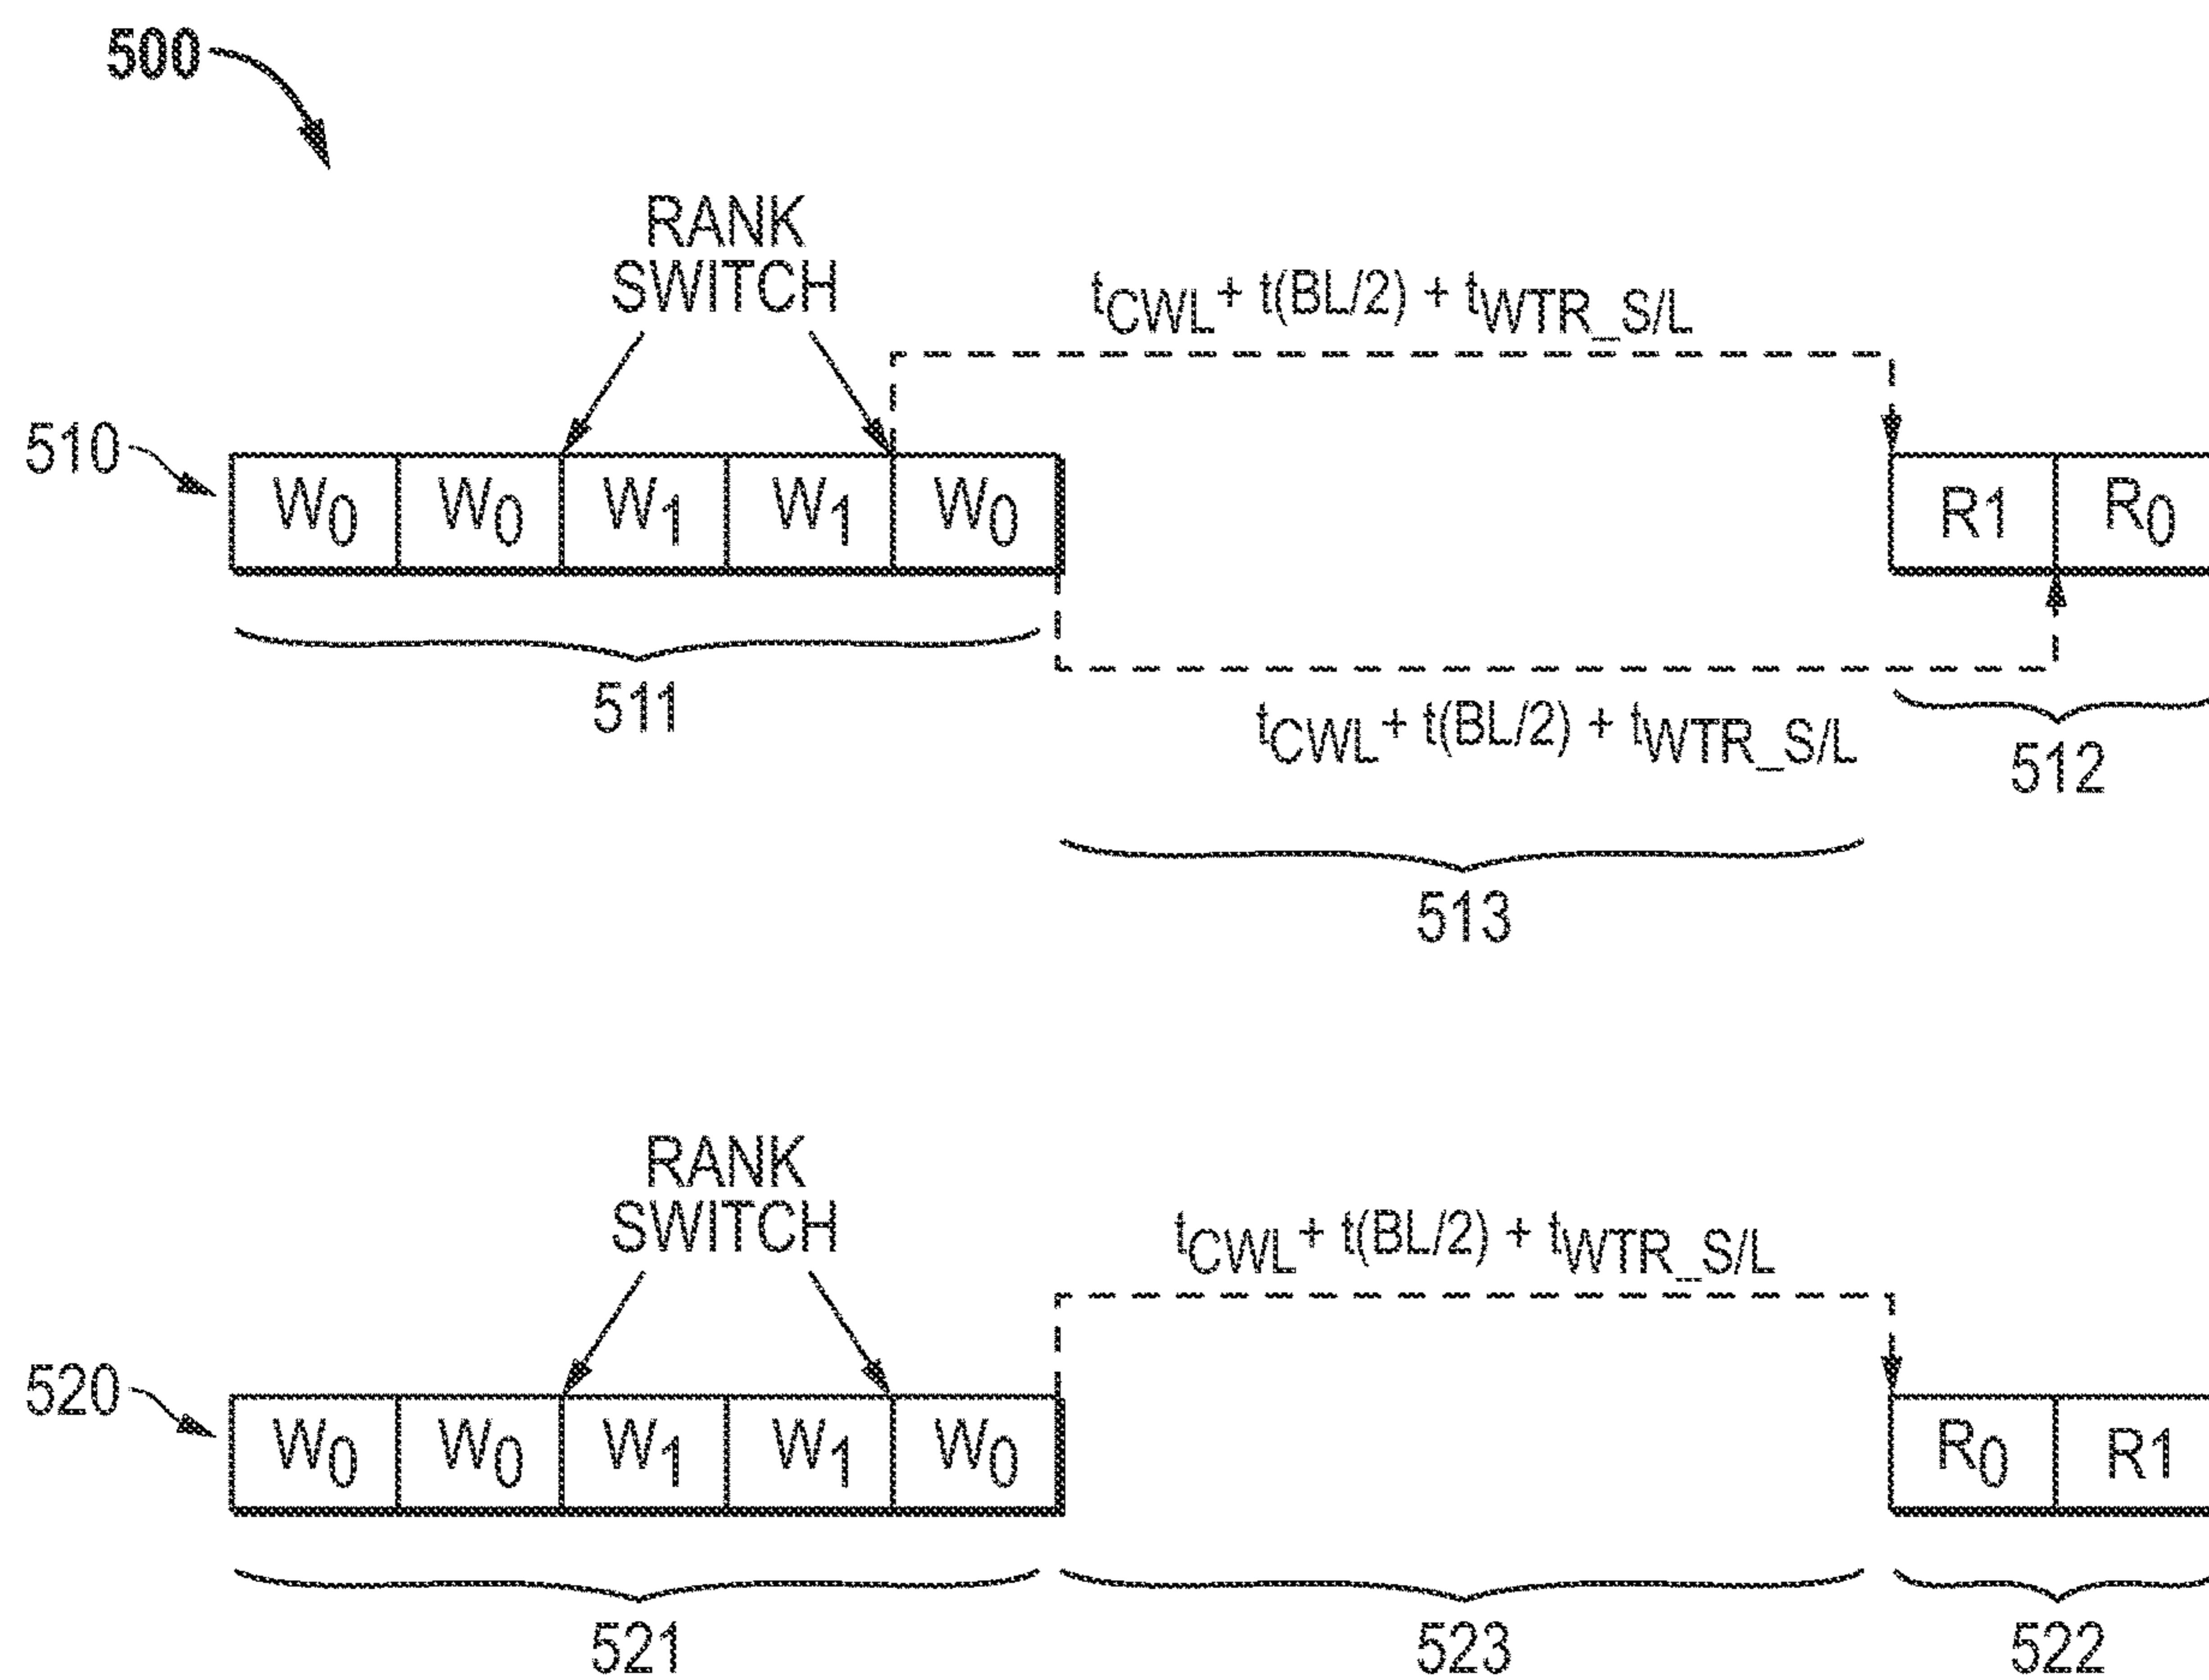 500
RANK
SWITCH
tCWL + t(BL/2) + tWTR_S/L
510
W0 W0 W1 W1 W0 R1 R0
511
tCWL + t(BL/2) + tWTR_S/L
512
513
RANK
SWITCH
tCWL + t(BL/2) + tWTR_S/L
520
W0 W0 W1 W1 W0 R0 R1
521 523 522